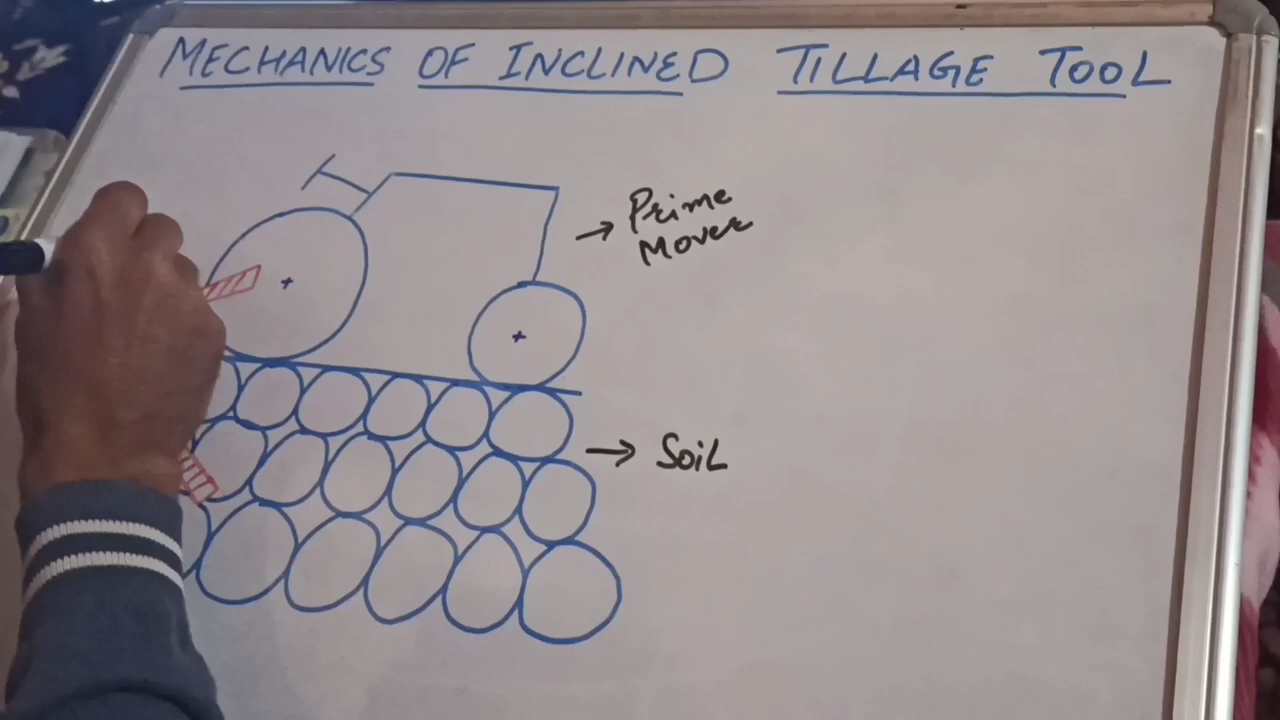 MECHANICS OF INCLINED TILLAGE TOOL
→ Prime
Mover
→ SOiL